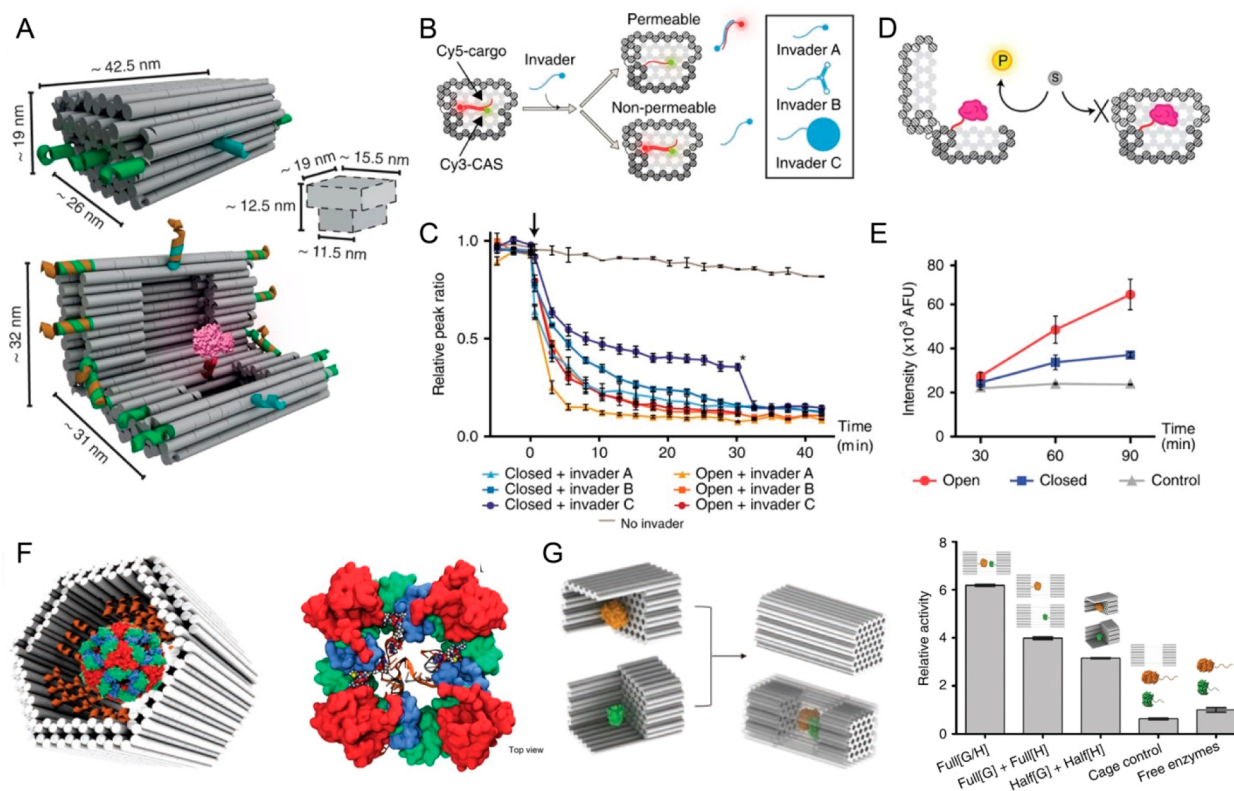 A
~ 42.5 nm
~ 19 nm
~ 26 nm
~ 19 nm
~ 15.5 nm
~ 12.5 nm
~ 11.5 nm
~ 32 nm
~ 31 nm
B
Cy5-cargo
Invader
Cy3-CAS
Permeable
Non-permeable
Invader A
Invader B
Invader C
C
Relative peak ratio
1.0
0.5
0.0
0
10
20
30
40
*
Time
(min)
Closed + invader A
Closed + invader B
Closed + invader C
Open + invader A
Open + invader B
Open + invader C
No invader
D
P
S
E
Intensity (x10³ AFU)
80
60
40
20
0
30
60
90
Time
(min)
Open
Closed
Control
F
Top view
G
Relative activity
8
6
4
2
0
Full[G/H]
Full[G] + Full[H]
Half[G] + Half[H]
Cage control
Free enzymes